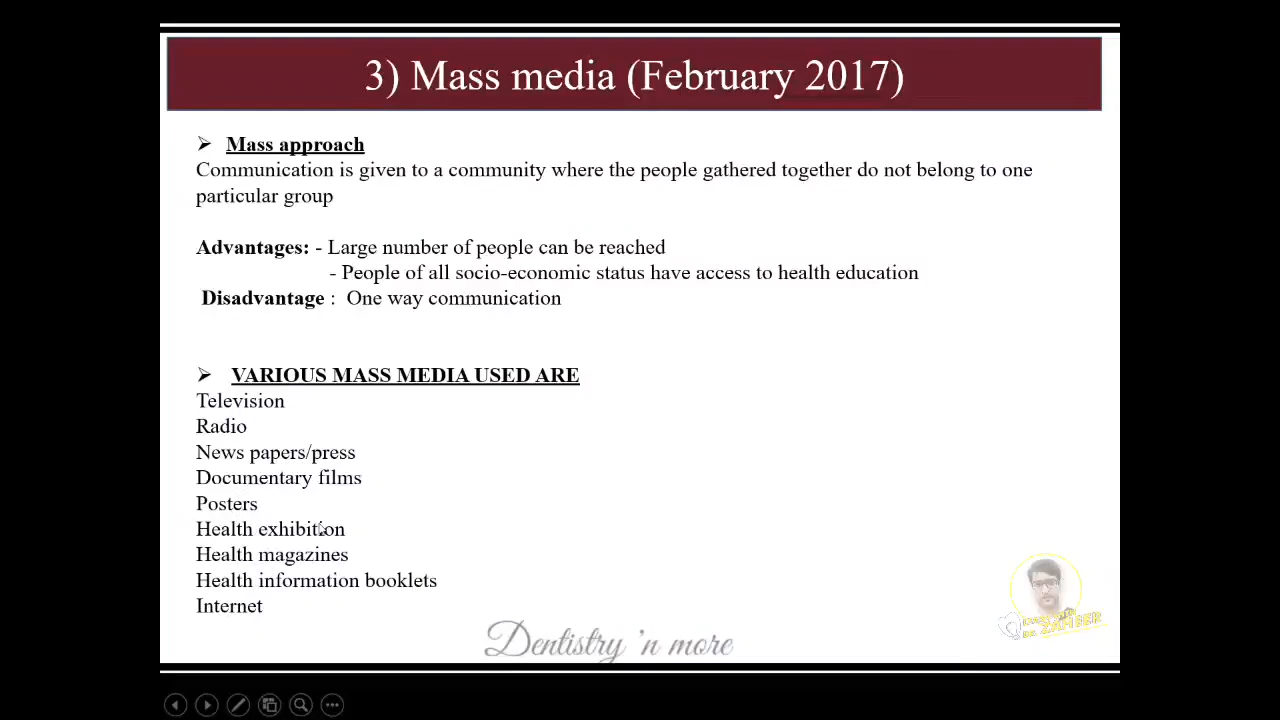 3) Mass media (February 2017)
➢ Mass approach
Communication is given to a community where the people gathered together do not belong to one
particular group
Advantages: - Large number of people can be reached
- People of all socio-economic status have access to health education
Disadvantage : One way communication
➢ VARIOUS MASS MEDIA USED ARE
Television
Radio
News papers/press
Documentary films
Posters
Health exhibition
Health magazines
Health information booklets
Internet
Dentistry 'n more